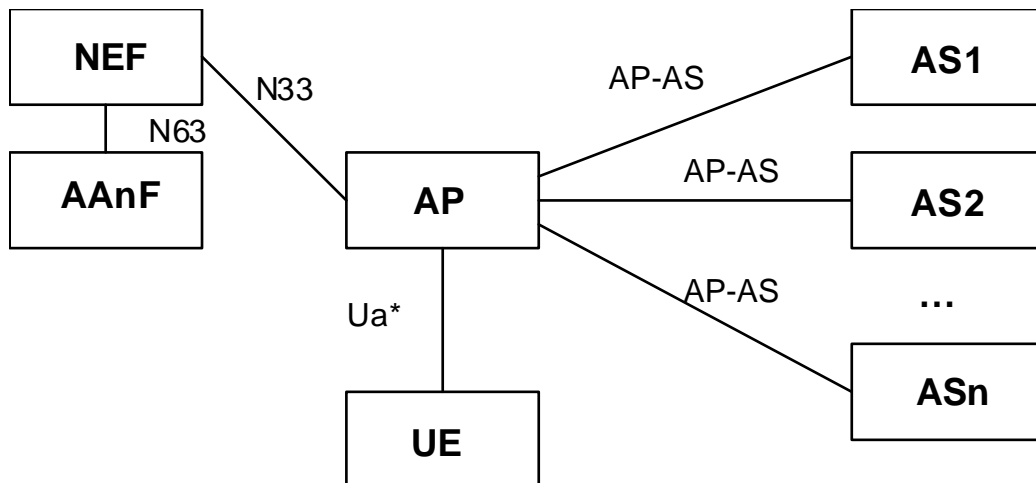 NEF
AS1
AP-AS
N33
N63
AAnF
AP
AP-AS
AS2
AP-AS
...
Ua*
ASn
UE